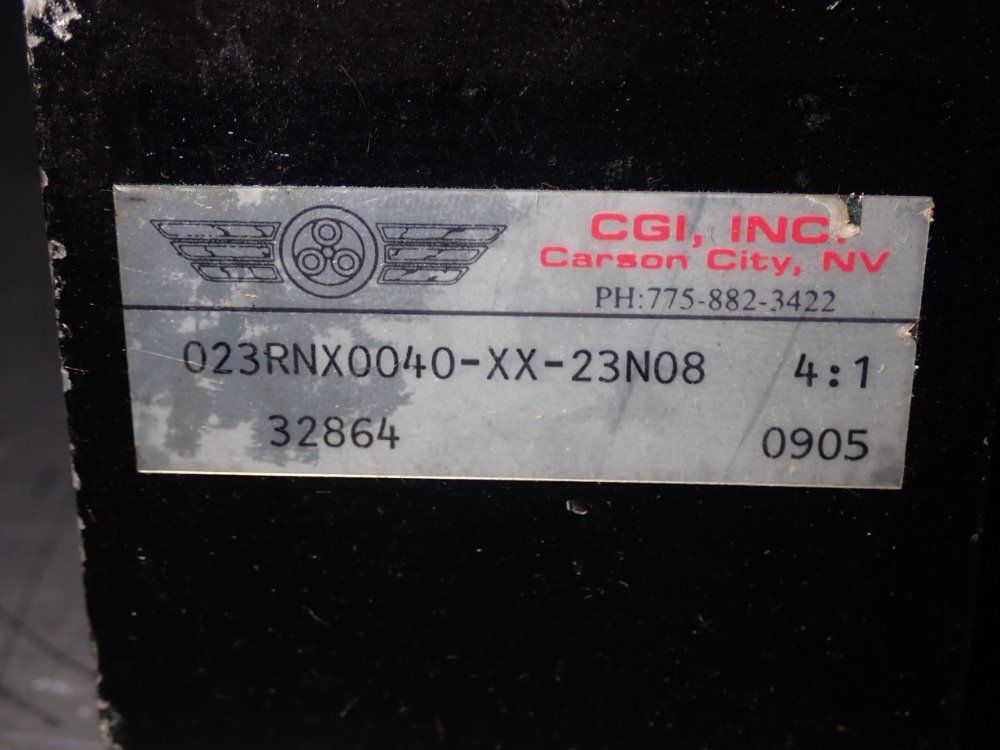 CGI, INC.
Carson City, NV
PH:775-882-3422
023RNX0040-XX-23N08 4:1
32864 0905